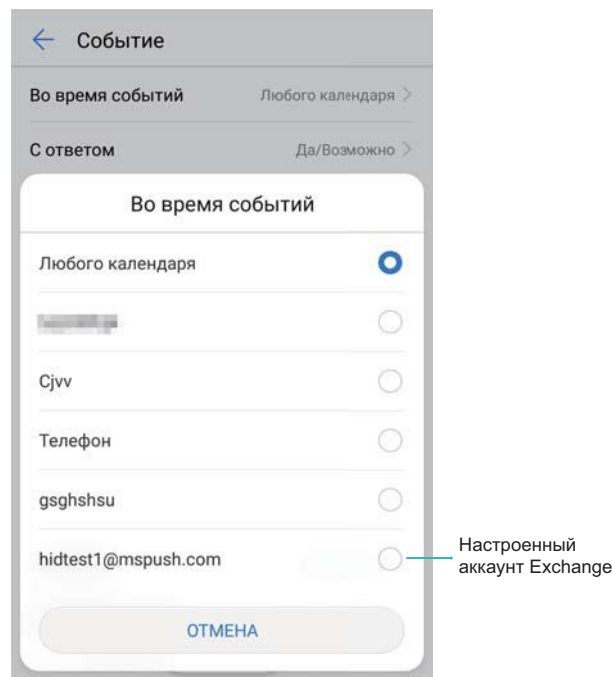 Событие
Во время событий Любого календаря
С ответом Да/Возможно
Во время событий
Любого календаря
Cjvv
Телефон
gsghshsu
hidtest1@mspush.com
Настроенный
аккаунт Exchange
ОТМЕНА